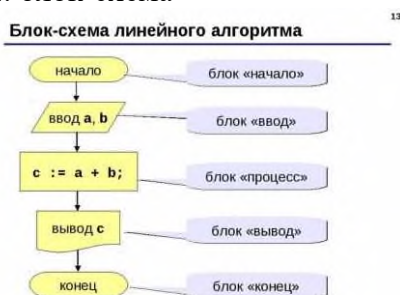 13
Блок-схема линейного алгоритма
начало
блок «начало»
ввод a, b
блок «ввод»
c := a + b;
блок «процесс»
вывод c
блок «вывод»
конец
блок «конец»